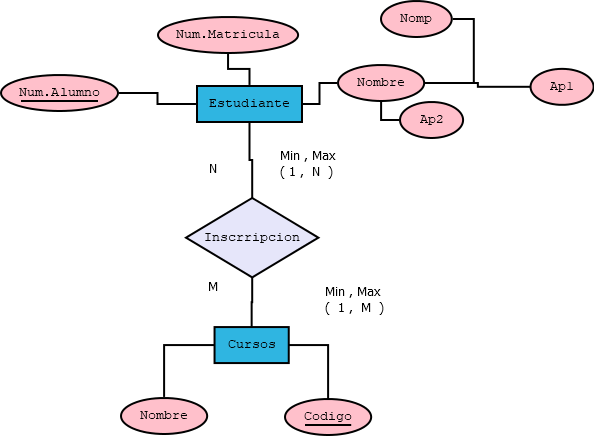 Nomp
Num.Matricula
Nombre
Ap1
Num.Alumno
Estudiante
Ap2
Min , Max
N
( 1 , N )
Inscrripcion
M
Min , Max
( 1 , M )
Cursos
Nombre
Codigo